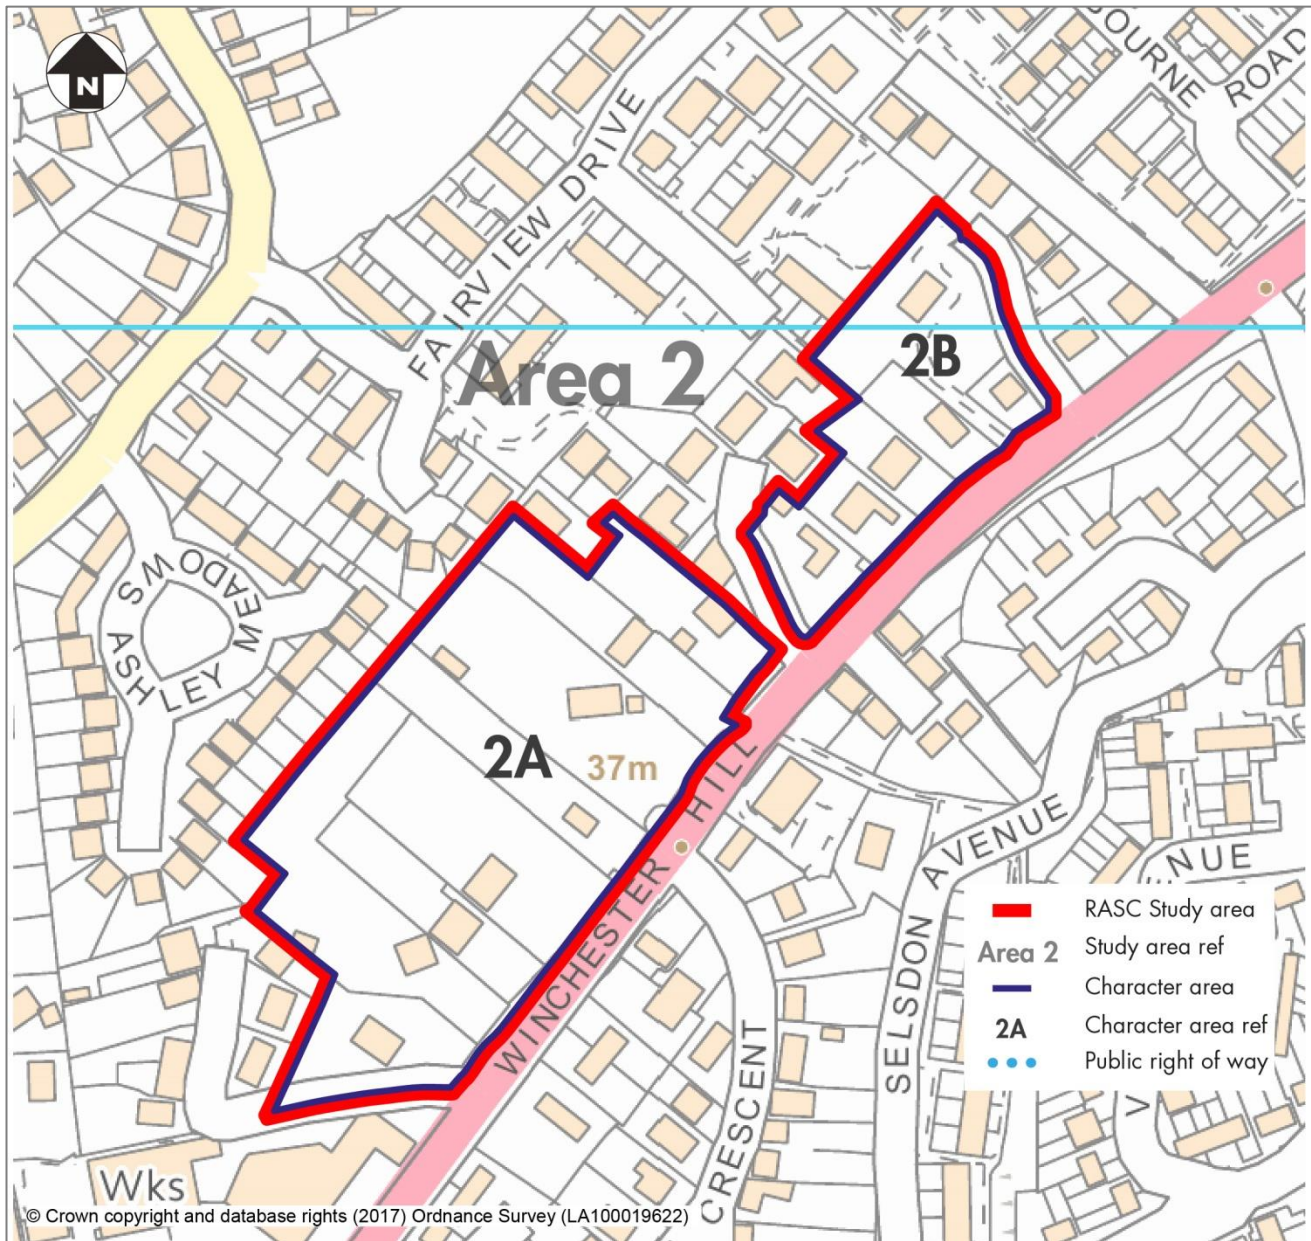 N
BOURNE ROAD
FAIRVIEW DRIVE
Area 2
2B
ASHLEY MEADOWS
2A
37m
WINCHESTER HILL
SELSDON AVENUE
CRESCENT
ENUE
V
RASC Study area
Area 2 Study area ref
Character area
2A Character area ref
Public right of way
Wks
© Crown copyright and database rights (2017) Ordnance Survey (LA100019622)